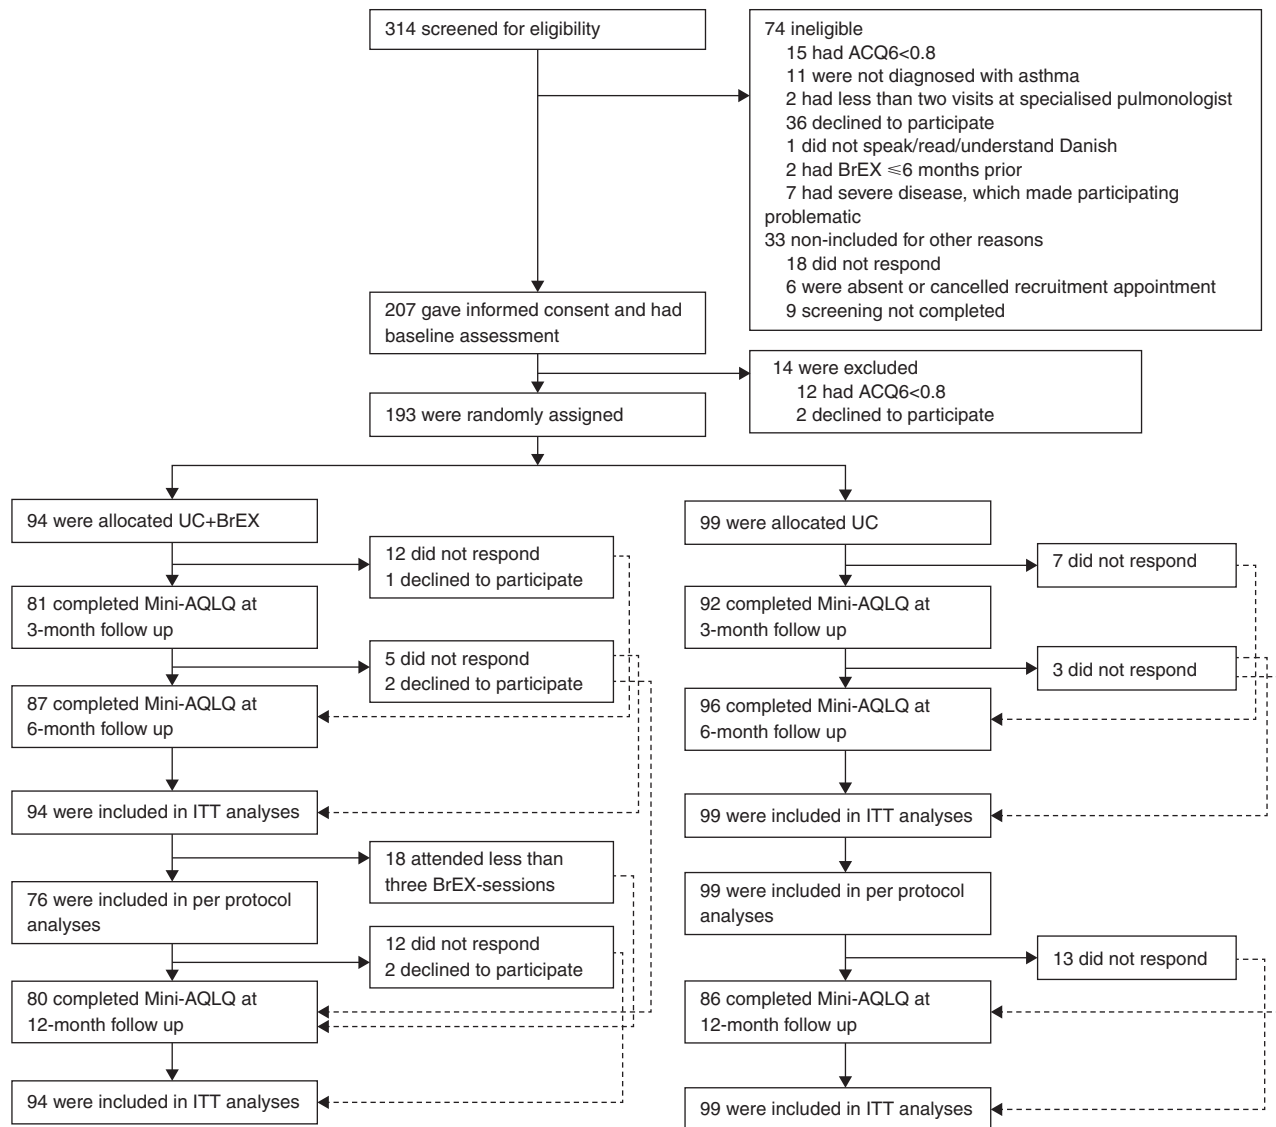 314 screened for eligibility
74 ineligible
15 had ACQ6<0.8
11 were not diagnosed with asthma
2 had less than two visits at specialised pulmonologist
36 declined to participate
1 did not speak/read/understand Danish
2 had BrEX ⩽6 months prior
7 had severe disease, which made participating
problematic
33 non-included for other reasons
18 did not respond
6 were absent or cancelled recruitment appointment
9 screening not completed
207 gave informed consent and had
baseline assessment
14 were excluded
12 had ACQ6<0.8
2 declined to participate
193 were randomly assigned
94 were allocated UC+BrEX
12 did not respond
1 declined to participate
81 completed Mini-AQLQ at
3-month follow up
5 did not respond
2 declined to participate
87 completed Mini-AQLQ at
6-month follow up
94 were included in ITT analyses
18 attended less than
three BrEX-sessions
76 were included in per protocol
analyses
12 did not respond
2 declined to participate
80 completed Mini-AQLQ at
12-month follow up
94 were included in ITT analyses
99 were allocated UC
7 did not respond
92 completed Mini-AQLQ at
3-month follow up
3 did not respond
96 completed Mini-AQLQ at
6-month follow up
99 were included in ITT analyses
99 were included in per protocol
analyses
13 did not respond
86 completed Mini-AQLQ at
12-month follow up
99 were included in ITT analyses